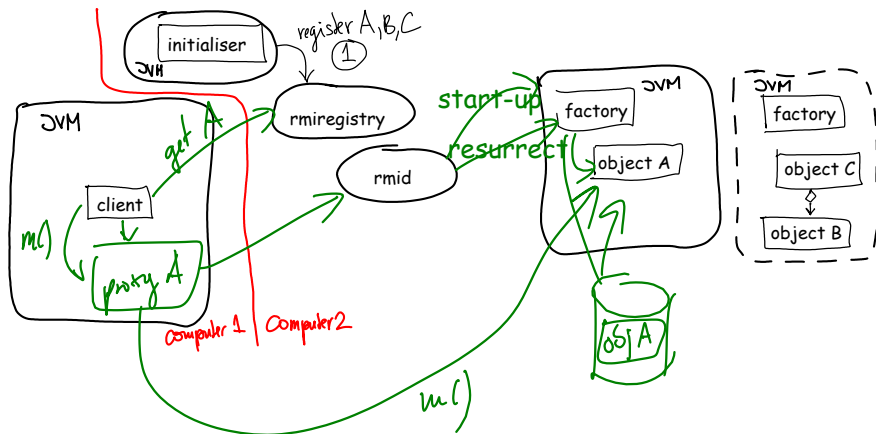 initialiser
JVM
register A,B,C
1
rmiregistry
JVM
get A
client
m()
proxy A
computer 1
Computer2
rmid
start-up
resurrect
JVM
factory
object A
obj A
m()
JVM
factory
object C
object B